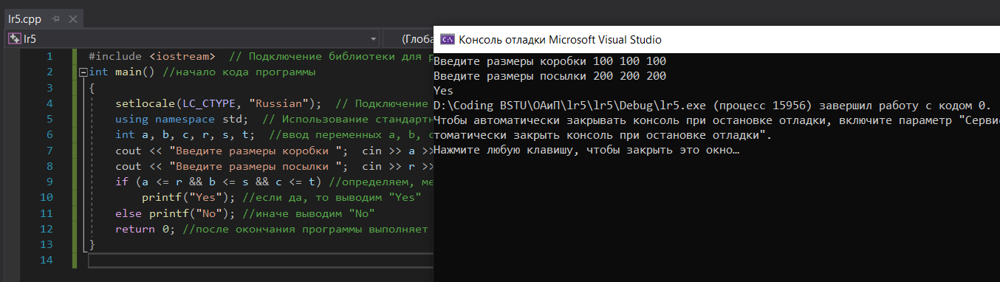 lr5.cpp
lr5 (Глоба
1 #include <iostream> // Подключение библиотеки для р
2 int main() //начало кода программы
3 {
4 setlocale(LC_CTYPE, "Russian"); // Подключение
5 using namespace std; // Использование стандартн
6 int a, b, c, r, s, t; //ввод переменных a, b, c
7 cout << "Введите размеры коробки "; cin >> a >>
8 cout << "Введите размеры посылки "; cin >> r >>
9 if (a <= r && b <= s && c <= t) //определяем, ме
10 printf("Yes"); //если да, то выводим "Yes"
11 else printf("No"); //иначе выводим "No"
12 return 0; //после окончания программы выполняет
13 }
14
C:\ Консоль отладки Microsoft Visual Studio
Введите размеры коробки 100 100 100
Введите размеры посылки 200 200 200
Yes
D:\Coding BSTU\ОАиП\lr5\lr5\Debug\lr5.exe (процесс 15956) завершил работу с кодом 0.
Чтобы автоматически закрывать консоль при остановке отладки, включите параметр "Серви
томатически закрыть консоль при остановке отладки".
Нажмите любую клавишу, чтобы закрыть это окно…